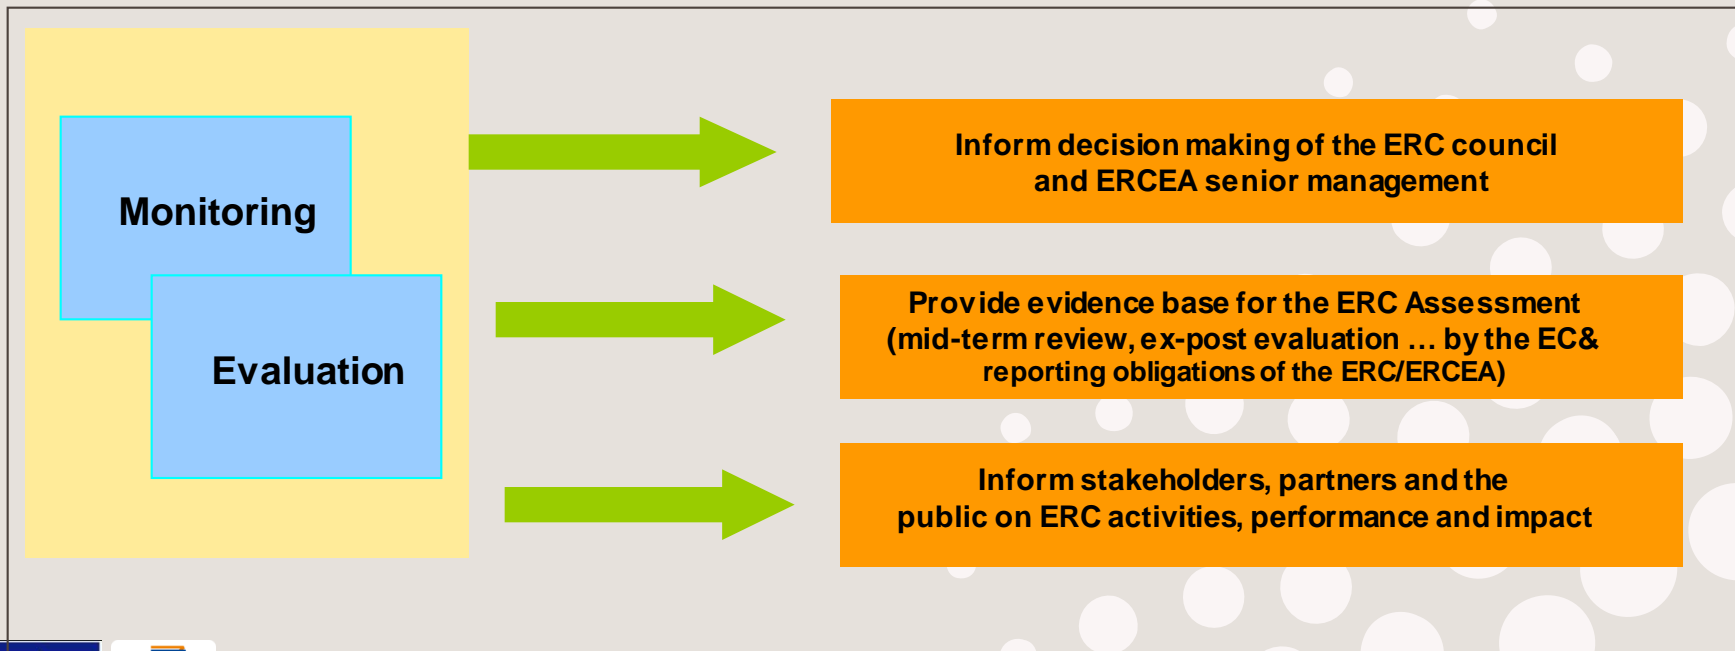 Monitoring
Evaluation
Inform decision making of the ERC council
and ERCEA senior management
Provide evidence base for the ERC Assessment
(mid-term review, ex-post evaluation … by the EC&
reporting obligations of the ERC/ERCEA)
Inform stakeholders, partners and the
public on ERC activities, performance and impact